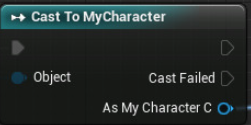 Cast To MyCharacter
Object
Cast Failed
As My Character C